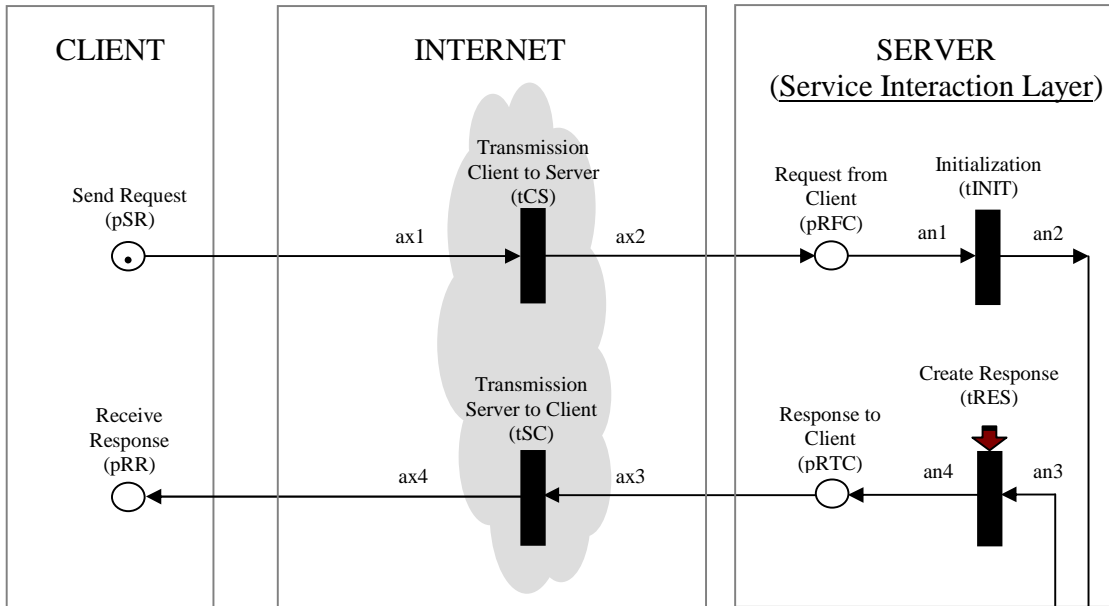 CLIENT
INTERNET
SERVER
(Service Interaction Layer)
Send Request
(pSR)
ax1
Transmission
Client to Server
(tCS)
ax2
Request from
Client
(pRFC)
an1
Initialization
(tINIT)
an2
Receive
Response
(pRR)
ax4
Transmission
Server to Client
(tSC)
ax3
Response to
Client
(pRTC)
an4
Create Response
(tRES)
an3